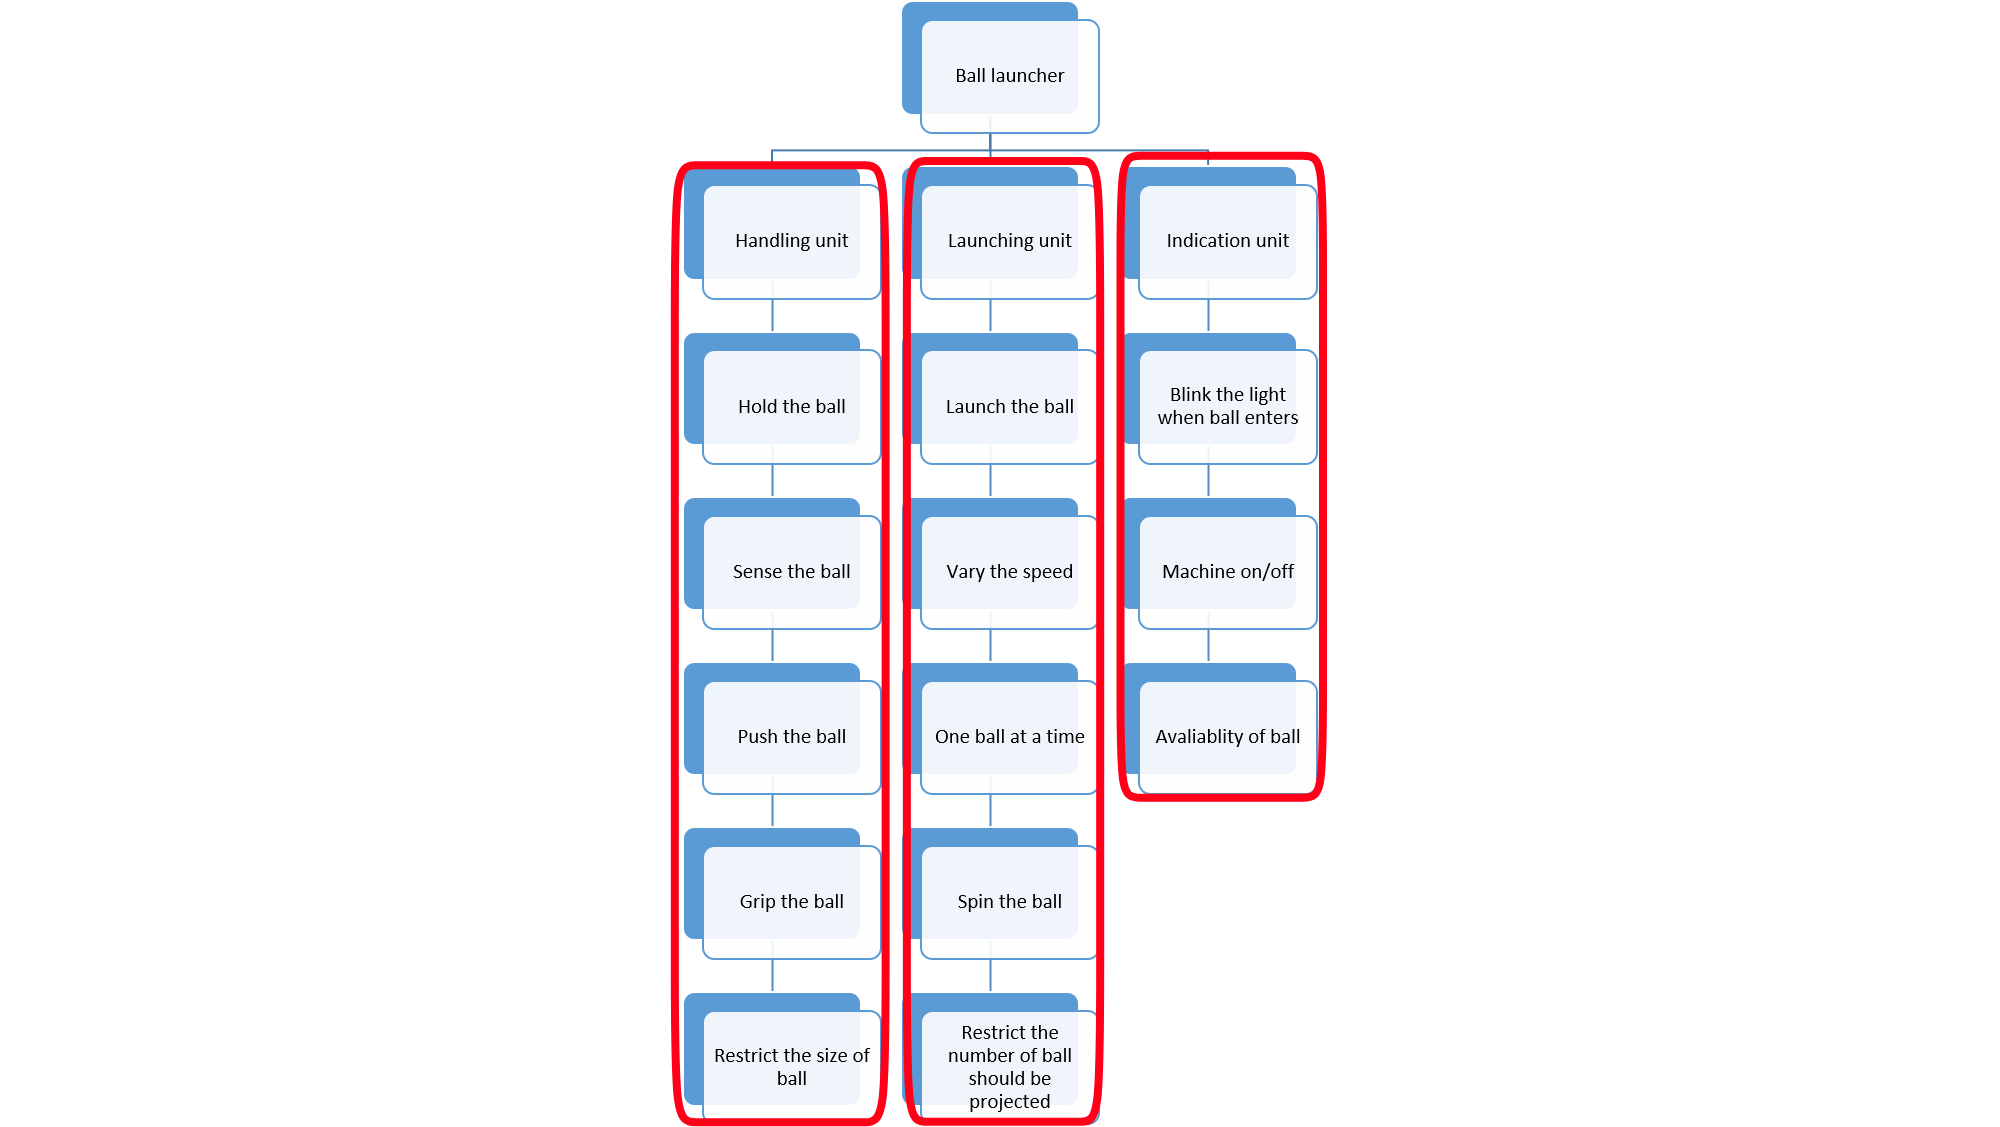 Ball launcher
Handling unit
Launching unit
Indication unit
Hold the ball
Launch the ball
Blink the light
when ball enters
Sense the ball
Vary the speed
Machine on/off
Push the ball
One ball at a time
Avaliablity of ball
Grip the ball
Spin the ball
Restrict the size of
ball
Restrict the
number of ball
should be
projected